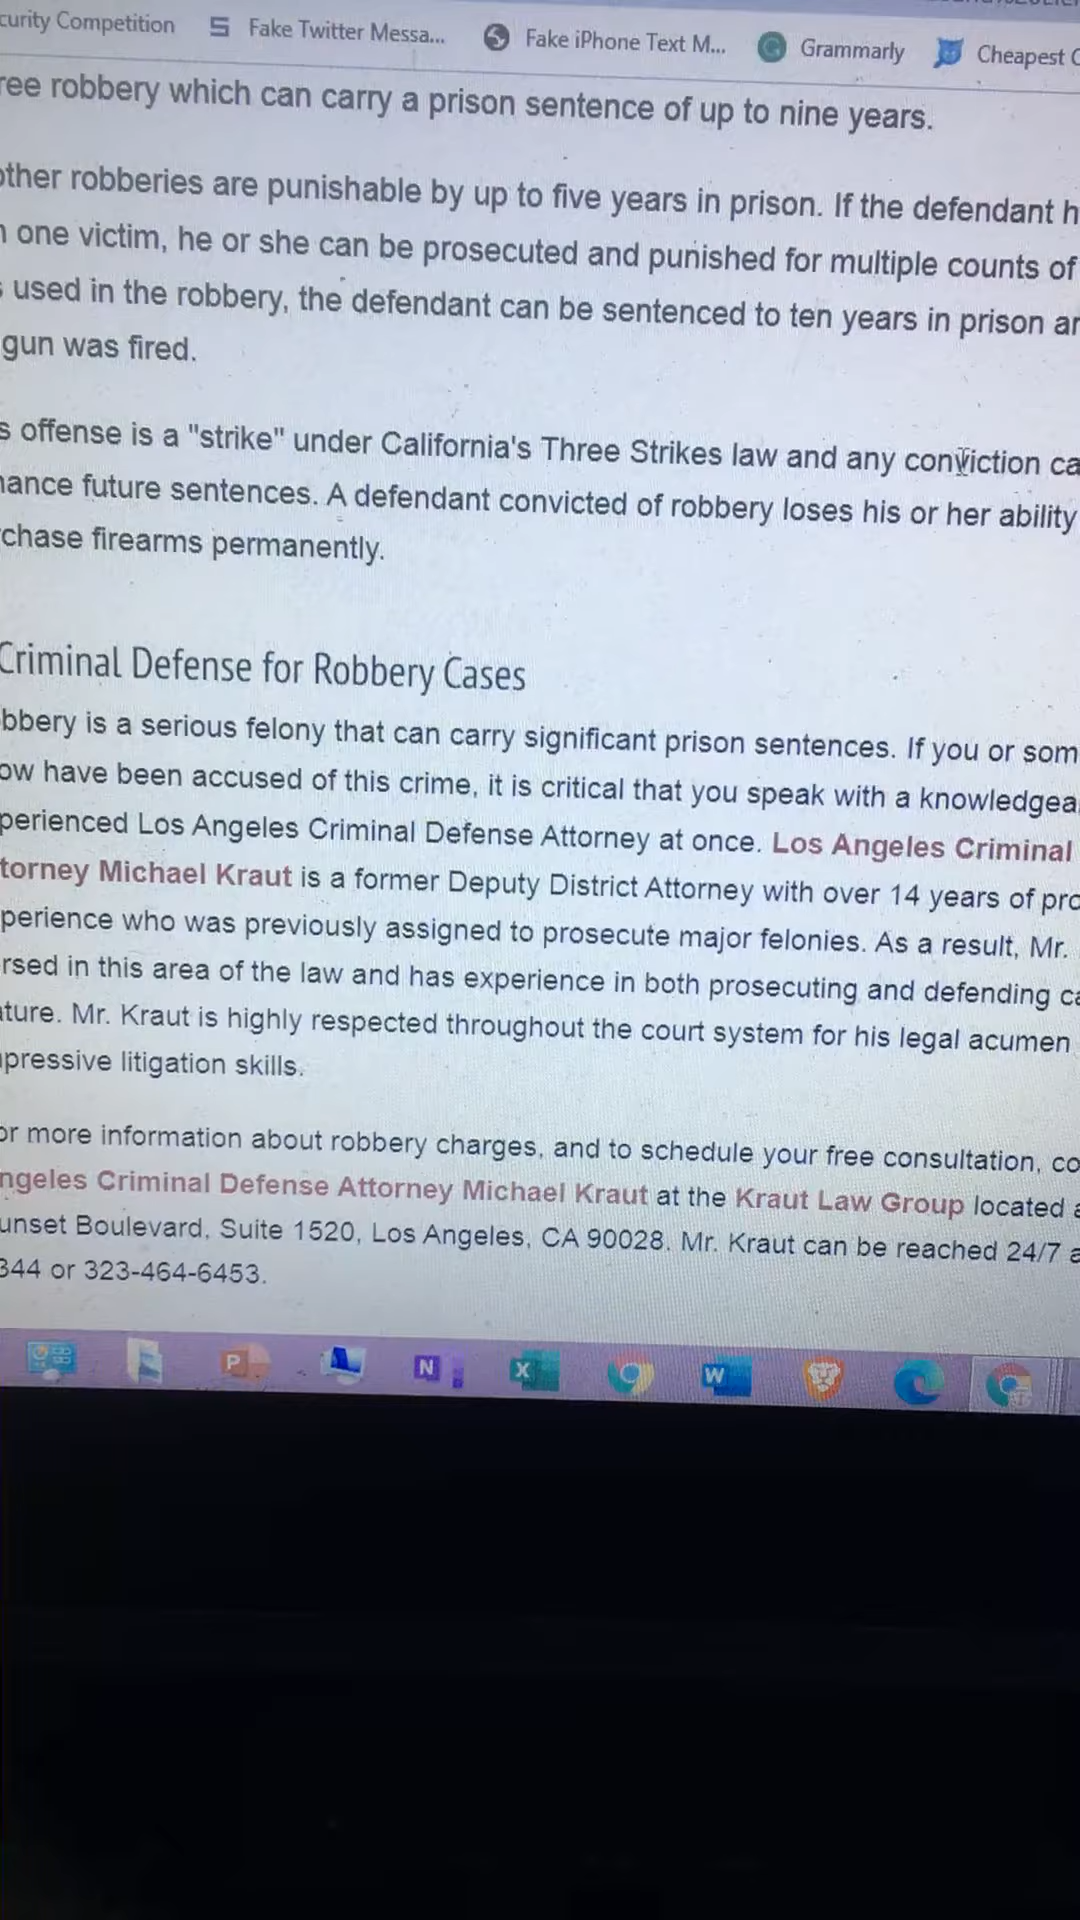 curity Competition Fake Twitter Messa... Fake iPhone Text M... Grammarly Cheapest C
ree robbery which can carry a prison sentence of up to nine years.
other robberies are punishable by up to five years in prison. If the defendant h
n one victim, he or she can be prosecuted and punished for multiple counts of
s used in the robbery, the defendant can be sentenced to ten years in prison an
gun was fired.
s offense is a "strike" under California's Three Strikes law and any conviction ca
hance future sentences. A defendant convicted of robbery loses his or her ability
rchase firearms permanently.
Criminal Defense for Robbery Cases
bbery is a serious felony that can carry significant prison sentences. If you or som
ow have been accused of this crime, it is critical that you speak with a knowledgea
perienced Los Angeles Criminal Defense Attorney at once. Los Angeles Criminal
torney Michael Kraut is a former Deputy District Attorney with over 14 years of pro
perience who was previously assigned to prosecute major felonies. As a result, Mr.
rsed in this area of the law and has experience in both prosecuting and defending ca
ature. Mr. Kraut is highly respected throughout the court system for his legal acumen
pressive litigation skills.
or more information about robbery charges, and to schedule your free consultation, co
ngeles Criminal Defense Attorney Michael Kraut at the Kraut Law Group located a
unset Boulevard, Suite 1520, Los Angeles, CA 90028. Mr. Kraut can be reached 24/7 a
344 or 323-464-6453.
P N X W